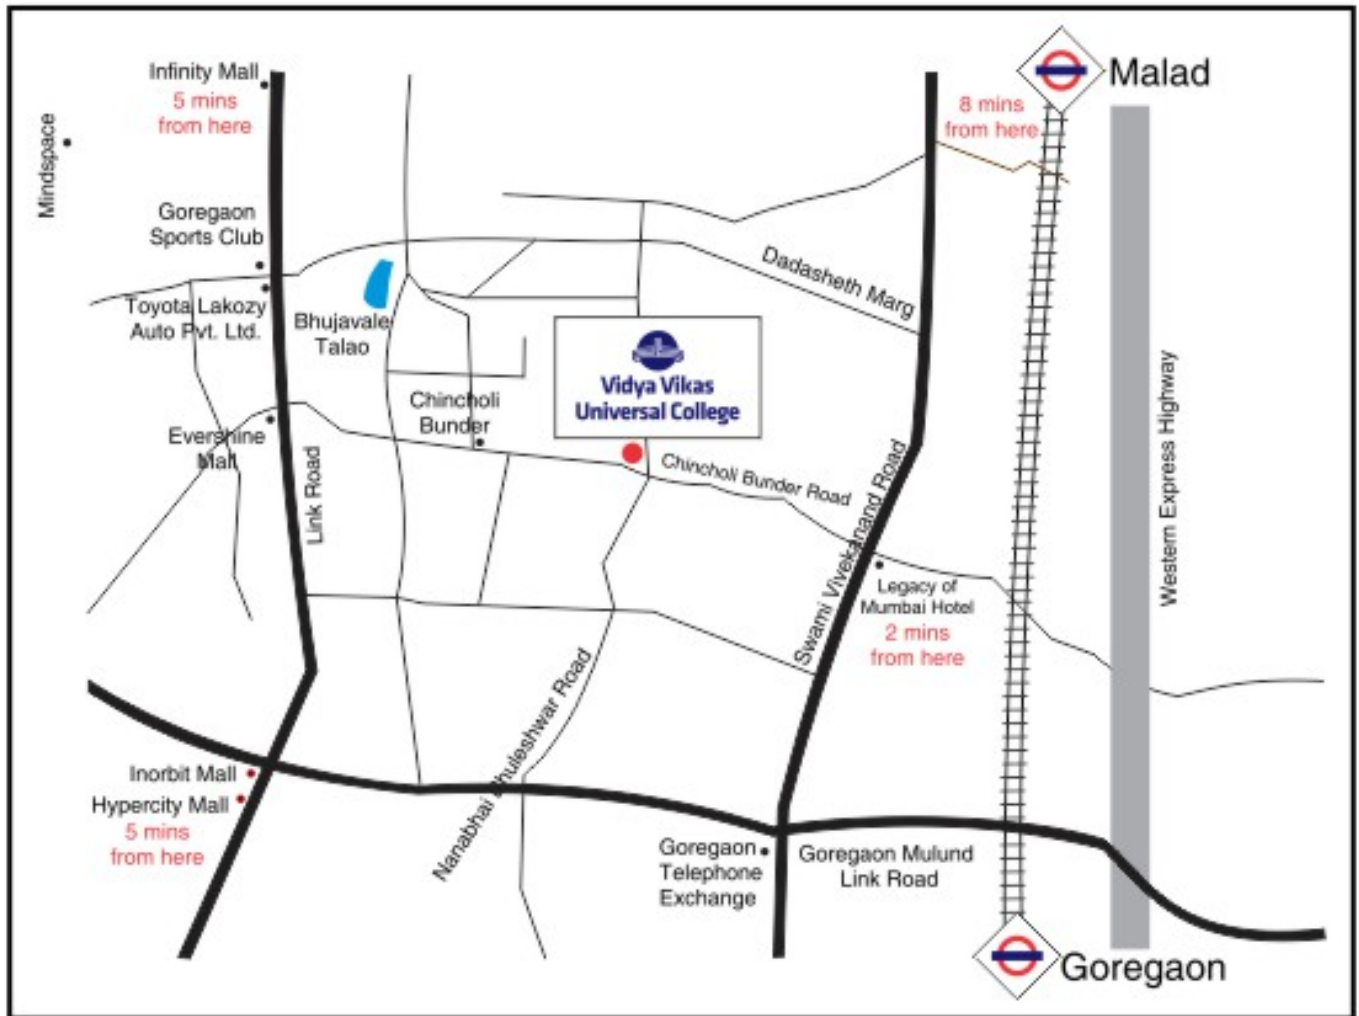 Malad
Infinity Mall
5 mins
from here
8 mins
from here
Mindspace
Goregaon
Sports Club
Dadasheth Marg
Toyota Lakozy
Auto Pvt. Ltd.
Bhujavale
Talao
Vidya Vikas
Universal College
Chincholi
Bunder
Evershine
Mall
Link Road
Chincholi Bunder Road
Swami Vivekanand Road
Western Express Highway
Legacy of
Mumbai Hotel
2 mins
from here
Nanabhai Bhuleshwar Road
Inorbit Mall
Hypercity Mall
5 mins
from here
Goregaon
Telephone
Exchange
Goregaon Mulund
Link Road
Goregaon